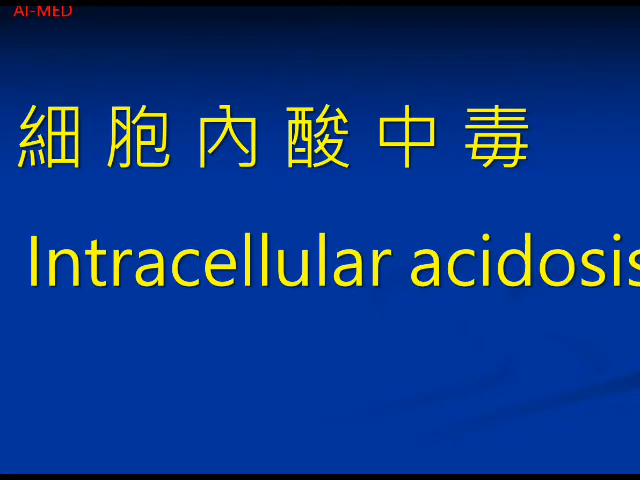 AI-MED
細胞內酸中毒
Intracellular acidosis